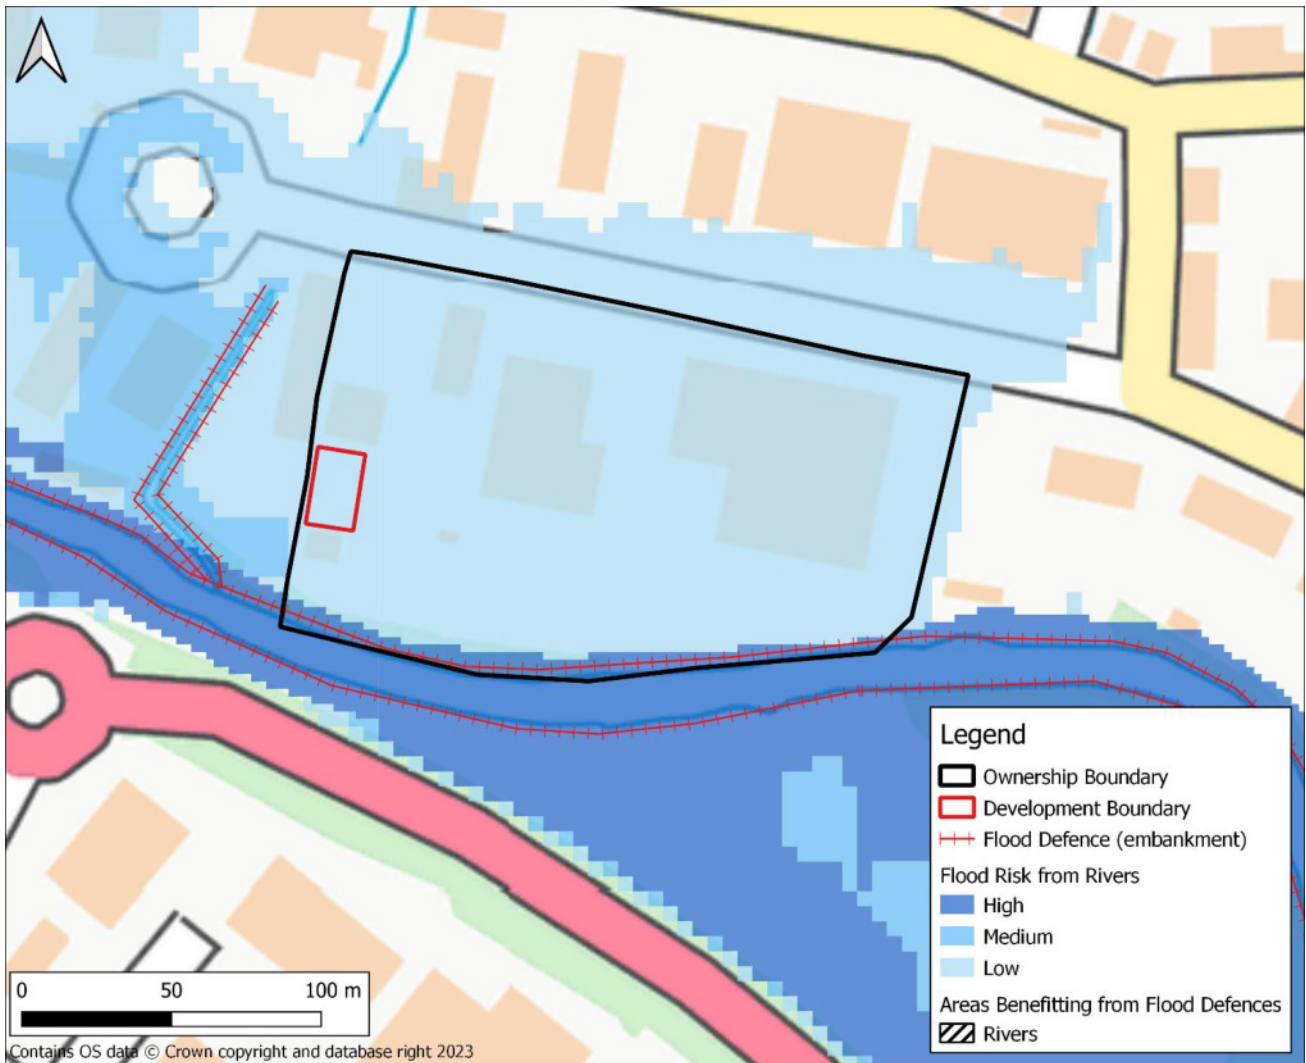 Legend
Ownership Boundary
Development Boundary
Flood Defence (embankment)
Flood Risk from Rivers
High
Medium
Low
Areas Benefitting from Flood Defences
Rivers
0 50 100 m
Contains OS data © Crown copyright and database right 2023